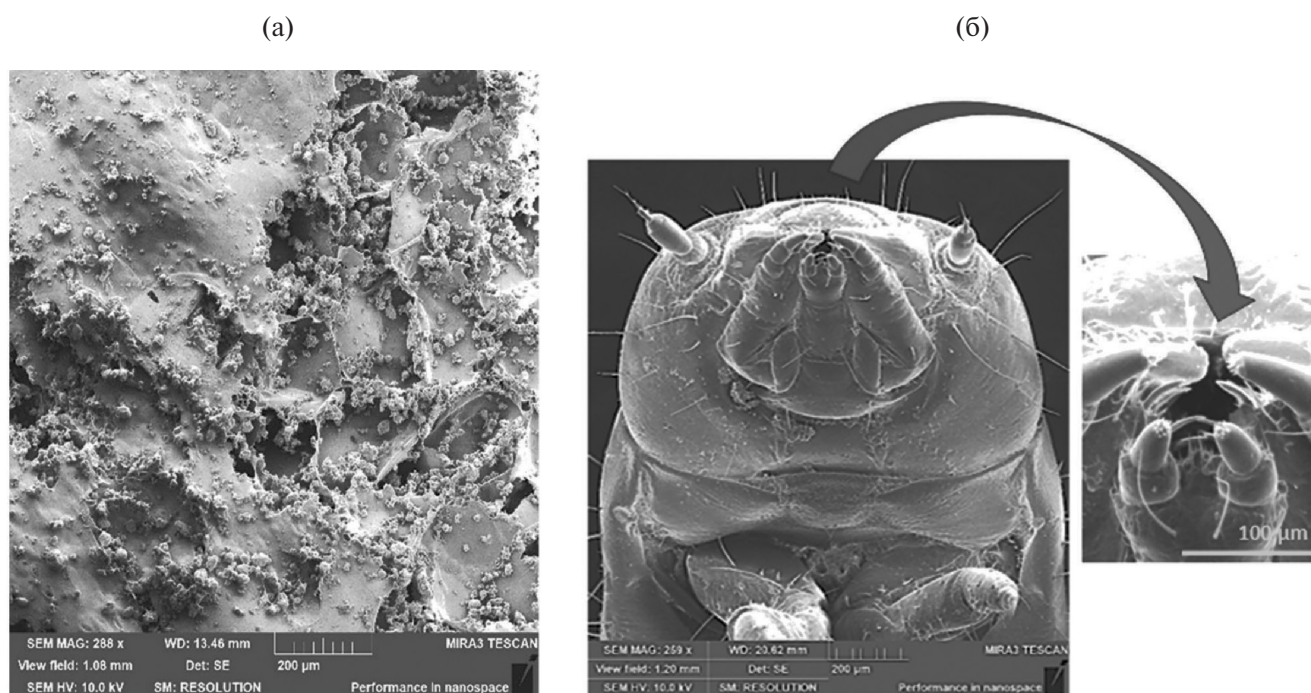 (а)
(б)
SEM MAG: 288 x WD: 13.46 mm MIRA3 TESCAN
View field: 1.08 mm Det: SE 200 µm
SEM HV: 10.0 kV SM: RESOLUTION Performance in nanospace
SEM MAG: 259 x WD: 20.62 mm MIRA3 TESCAN
View field: 1.20 mm Det: SE 200 µm
SEM HV: 10.0 kV SM: RESOLUTION Performance in nanospace
100 µm